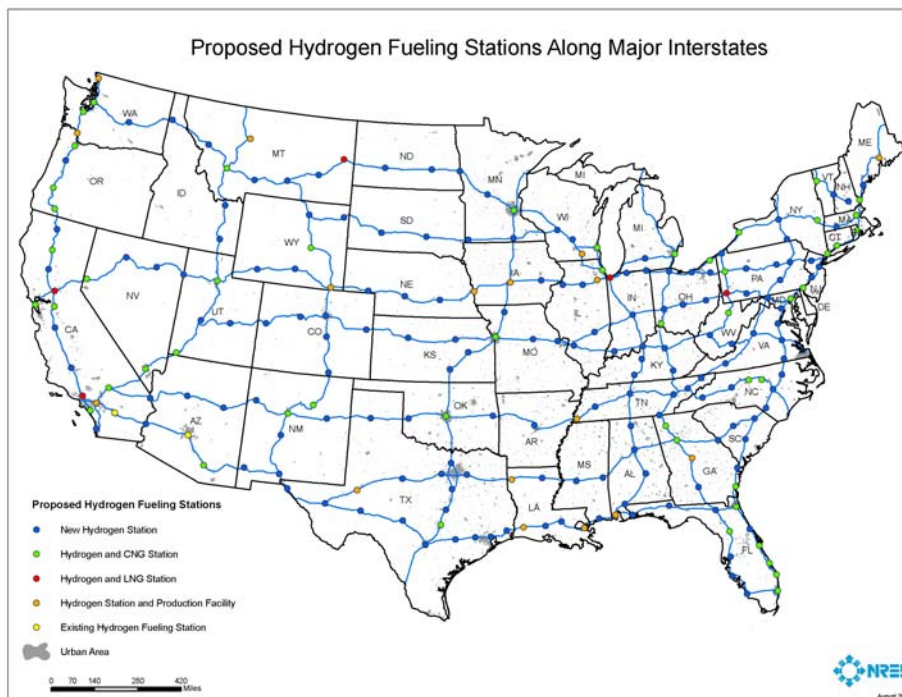 Proposed Hydrogen Fueling Stations Along Major Interstates
WA
MT
ND
MN
MI
ME
VT
NH
OR
ID
SD
WI
MI
NY
MA
CT
WY
IA
PA
NJ
NV
NE
IL
IN
OH
MD
DE
UT
CO
CA
KS
MO
WV
VA
KY
AZ
NM
OK
AR
TN
NC
SC
TX
LA
MS
AL
GA
FL
Proposed Hydrogen Fueling Stations
New Hydrogen Station
Hydrogen and CNG Station
Hydrogen and LNG Station
Hydrogen Station and Production Facility
Existing Hydrogen Fueling Station
Urban Area
0 70 140 280 420
Miles
NRE
August